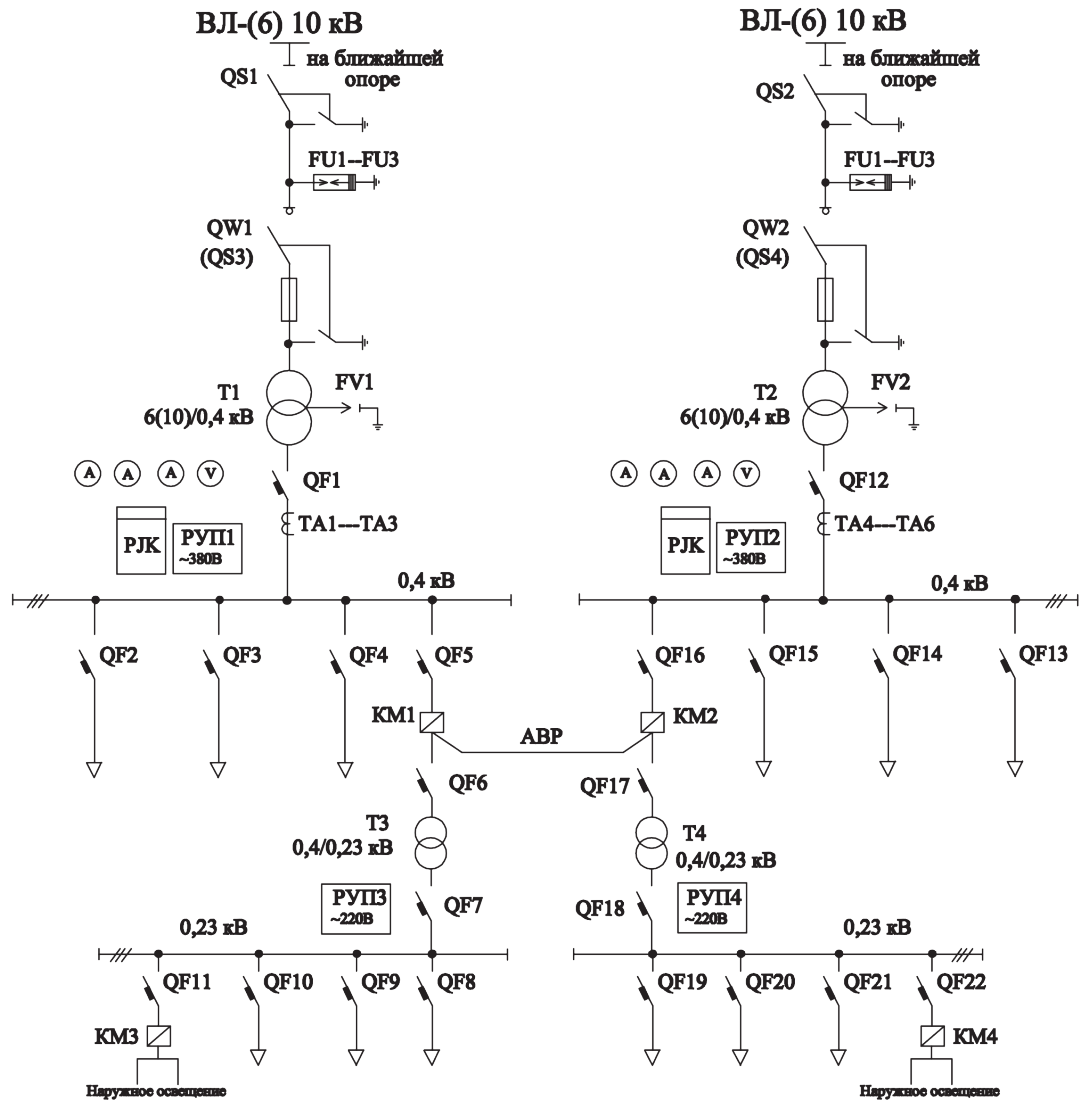 ВЛ-(6) 10 кВ
на ближайшей
опоре
QS1
FU1--FU3
QW1
(QS3)
T1
6(10)/0,4 кВ
FV1
A A A V
QF1
TA1---TA3
PJK
РУП1
~380В
0,4 кВ
QF2 QF3 QF4 QF5
KM1
QF6
T3
0,4/0,23 кВ
РУП3
~220В
QF7
0,23 кВ
QF11 QF10 QF9 QF8
KM3
Наружное освещение
ВЛ-(6) 10 кВ
на ближайшей
опоре
QS2
FU1--FU3
QW2
(QS4)
T2
6(10)/0,4 кВ
FV2
A A A V
QF12
TA4---TA6
PJK
РУП2
~380В
0,4 кВ
QF16 QF15 QF14 QF13
KM2
АВР
QF17
T4
0,4/0,23 кВ
QF18
РУП4
~220В
0,23 кВ
QF19 QF20 QF21 QF22
KM4
Наружное освещение